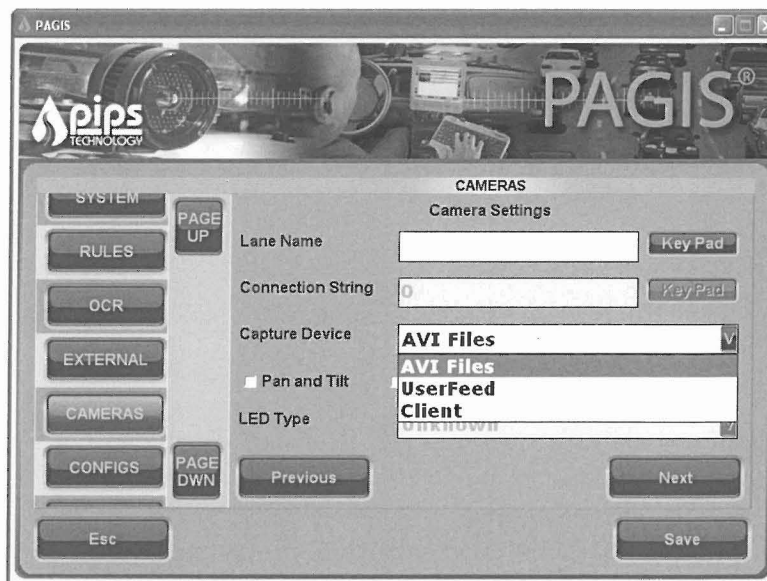 PAGIS
PAGIS®
pips
TECHNOLOGY
CAMERAS
Camera Settings
SYSTEM
RULES
OCR
EXTERNAL
CAMERAS
CONFIGS
PAGE UP
PAGE DWN
Lane Name
Key Pad
Connection String
0
Key Pad
Capture Device
AVI Files
AVI Files
UserFeed
Client
Pan and Tilt
LED Type
Unknown
Previous
Next
Esc
Save